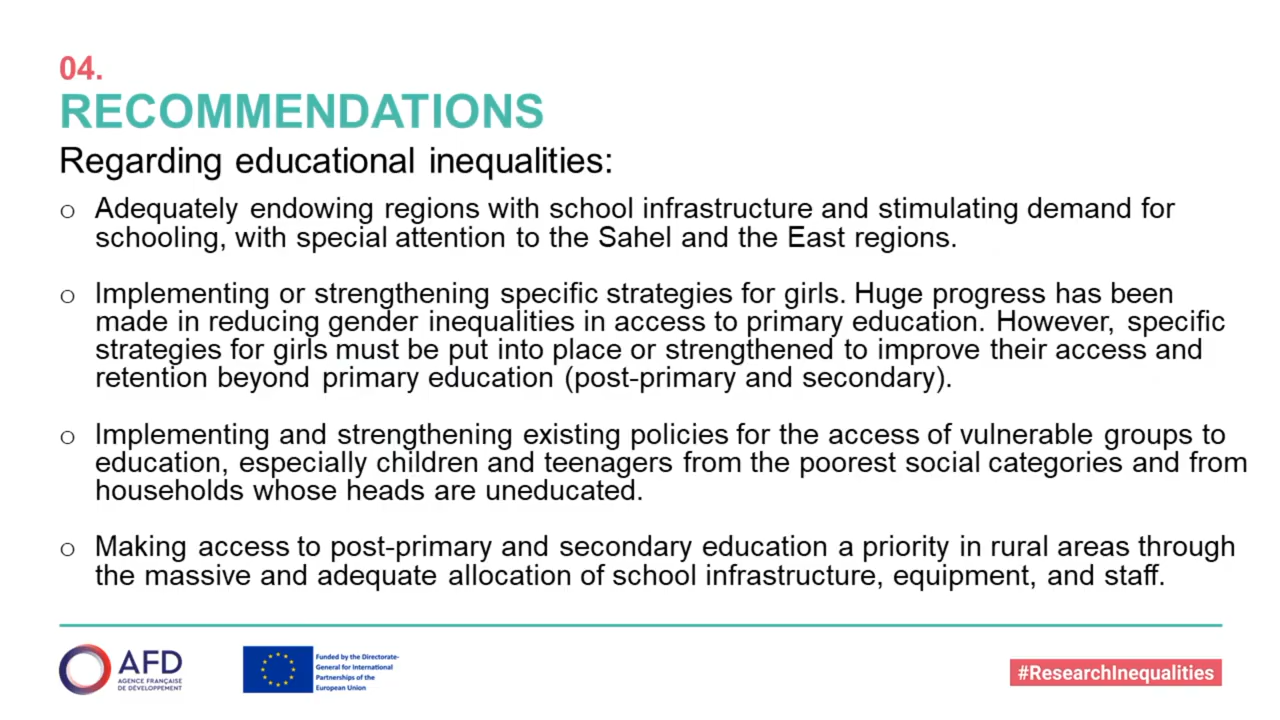 04.
RECOMMENDATIONS
Regarding educational inequalities:
○ Adequately endowing regions with school infrastructure and stimulating demand for
schooling, with special attention to the Sahel and the East regions.
○ Implementing or strengthening specific strategies for girls. Huge progress has been
made in reducing gender inequalities in access to primary education. However, specific
strategies for girls must be put into place or strengthened to improve their access and
retention beyond primary education (post-primary and secondary).
○ Implementing and strengthening existing policies for the access of vulnerable groups to
education, especially children and teenagers from the poorest social categories and from
households whose heads are uneducated.
○ Making access to post-primary and secondary education a priority in rural areas through
the massive and adequate allocation of school infrastructure, equipment, and staff.
AFD
AGENCE FRANÇAISE
DE DÉVELOPPEMENT
Funded by the Directorate-
General for International
Partnerships of the
European Union
#ResearchInequalities